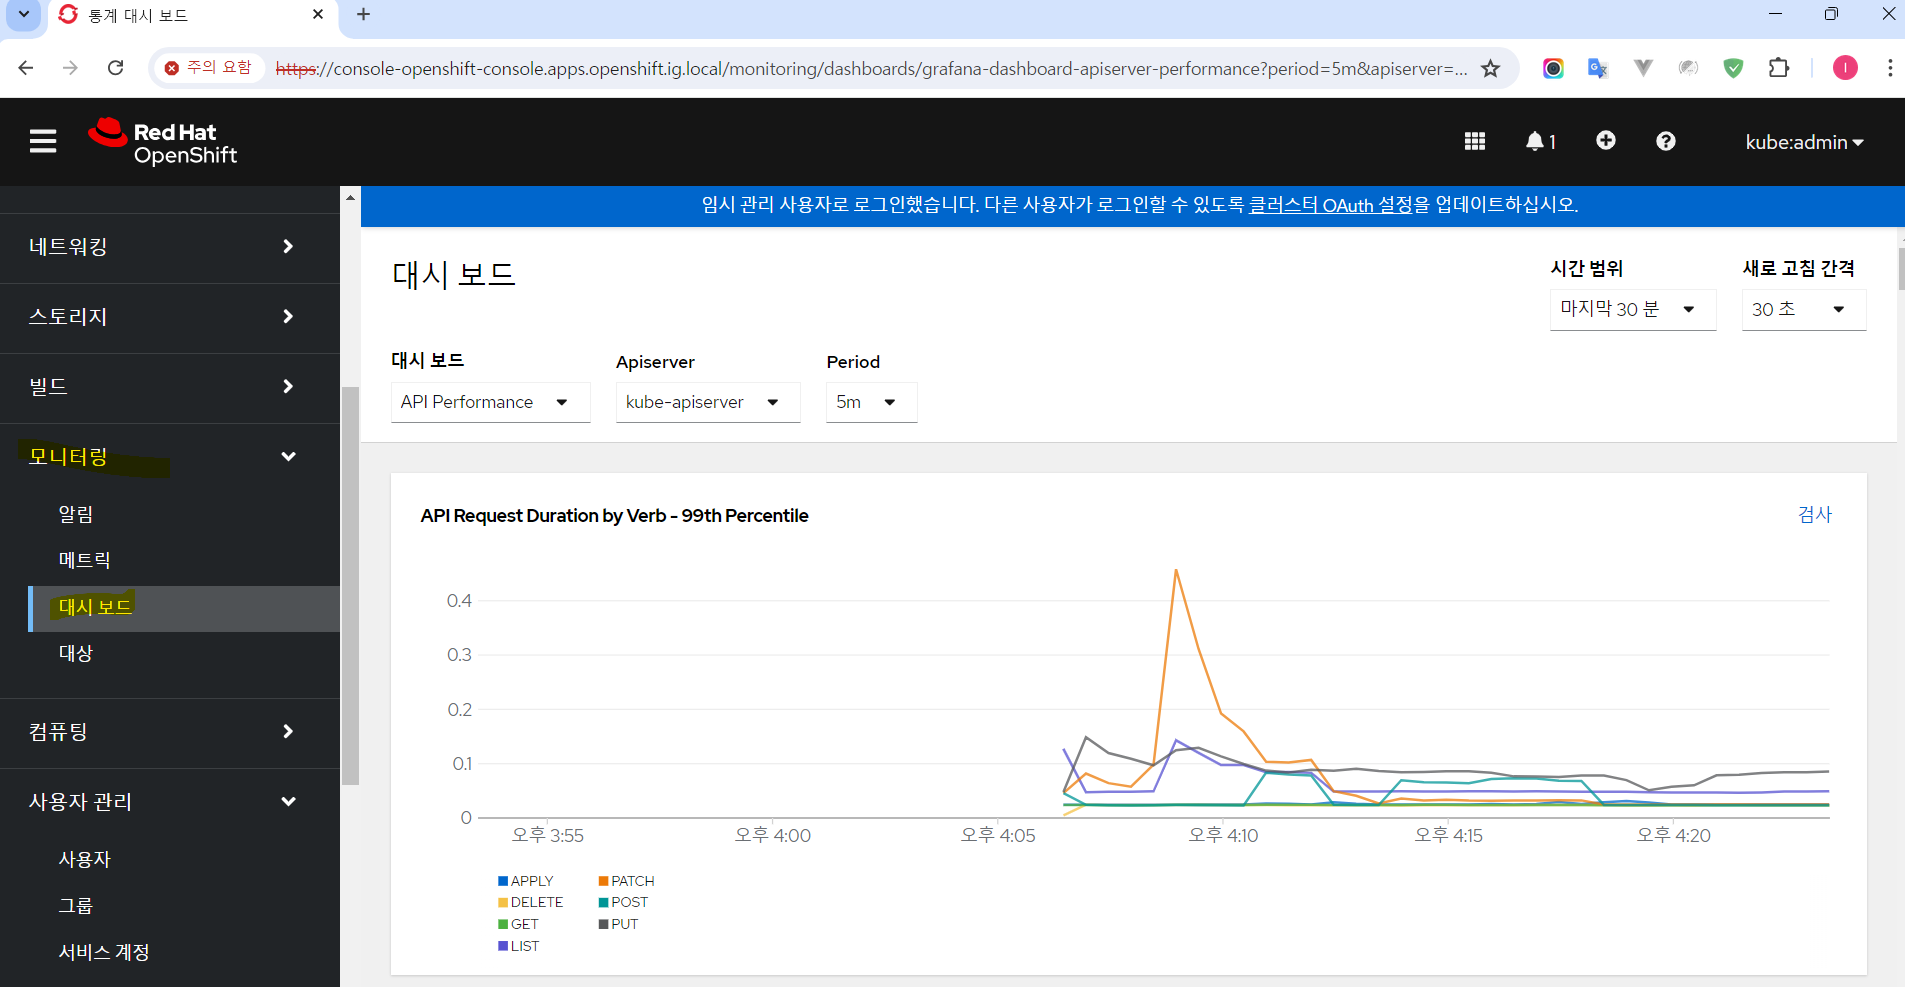 통계 대시 보드
주의 요함
https://console-openshift-console.apps.openshift.ig.local/monitoring/dashboards/grafana-dashboard-apiserver-performance?period=5m&apiserver=...
I
Red Hat
OpenShift
1
kube:admin
임시 관리 사용자로 로그인했습니다. 다른 사용자가 로그인할 수 있도록 클러스터 OAuth 설정을 업데이트하십시오.
네트워킹
스토리지
빌드
모니터링
알림
메트릭
대시 보드
대상
컴퓨팅
사용자 관리
사용자
그룹
서비스 계정
대시 보드
시간 범위
새로 고침 간격
마지막 30 분
30 초
대시 보드
Apiserver
Period
API Performance
kube-apiserver
5m
API Request Duration by Verb - 99th Percentile
검사
0.4
0.3
0.2
0.1
0
오후 3:55
오후 4:00
오후 4:05
오후 4:10
오후 4:15
오후 4:20
APPLY
PATCH
DELETE
POST
GET
PUT
LIST